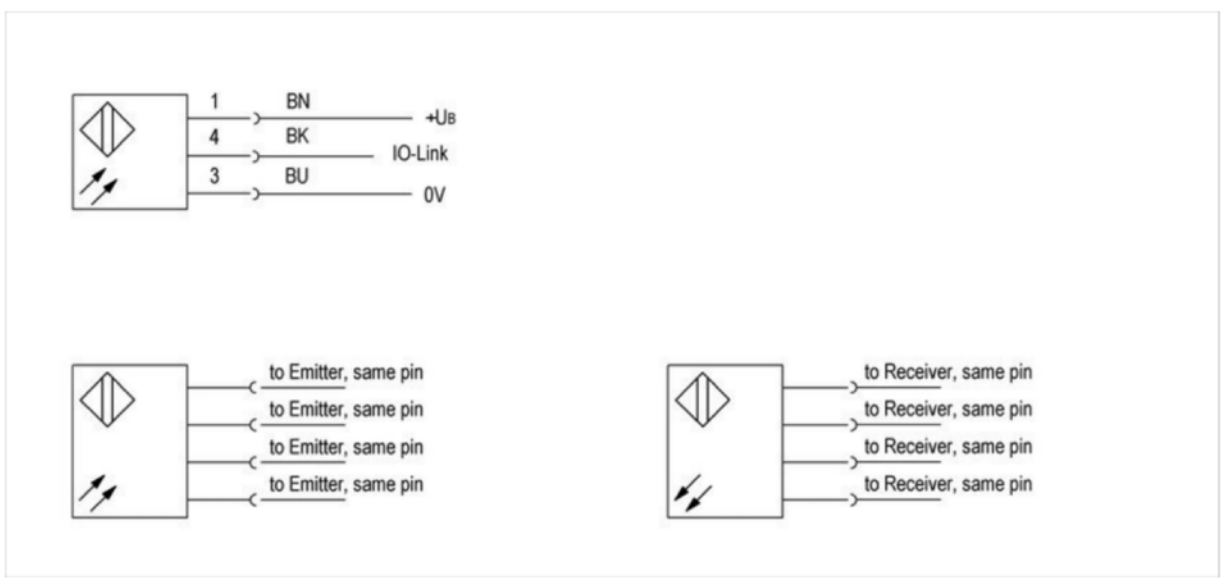 1 BN +UB
4 BK IO-Link
3 BU 0V
to Emitter, same pin
to Emitter, same pin
to Emitter, same pin
to Emitter, same pin
to Receiver, same pin
to Receiver, same pin
to Receiver, same pin
to Receiver, same pin